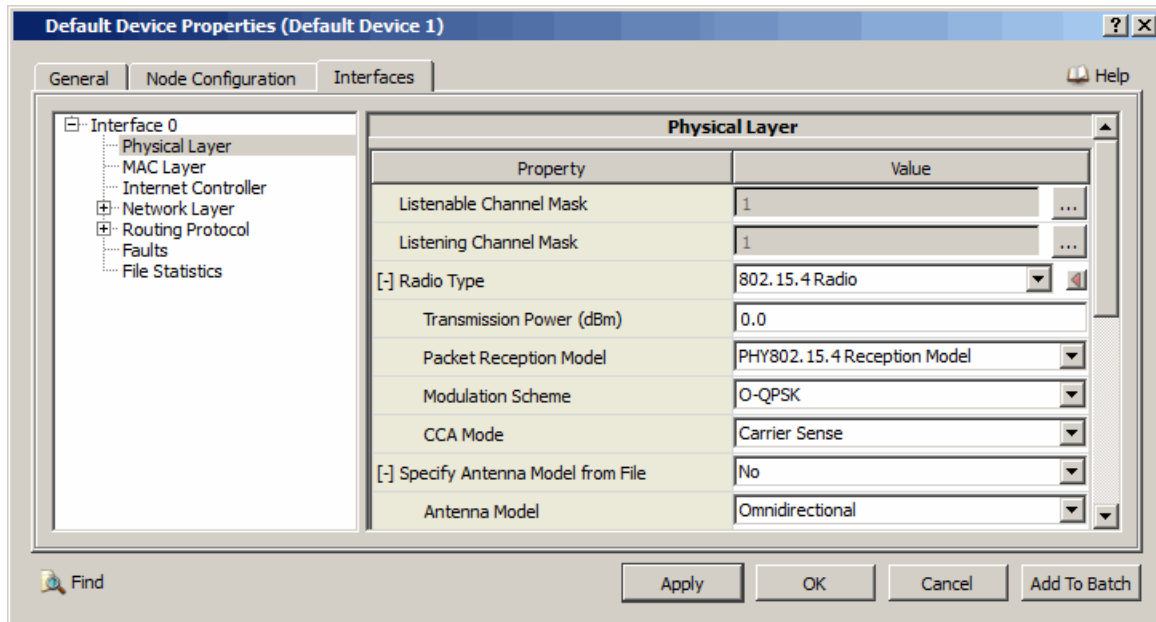 Default Device Properties (Default Device 1)
General Node Configuration Interfaces Help
Interface 0
Physical Layer
MAC Layer
Internet Controller
Network Layer
Routing Protocol
Faults
File Statistics
Physical Layer
Property Value
Listenable Channel Mask 1 ...
Listening Channel Mask 1 ...
[-] Radio Type 802.15.4 Radio
Transmission Power (dBm) 0.0
Packet Reception Model PHY802.15.4 Reception Model
Modulation Scheme O-QPSK
CCA Mode Carrier Sense
[-] Specify Antenna Model from File No
Antenna Model Omnidirectional
Find Apply OK Cancel Add To Batch